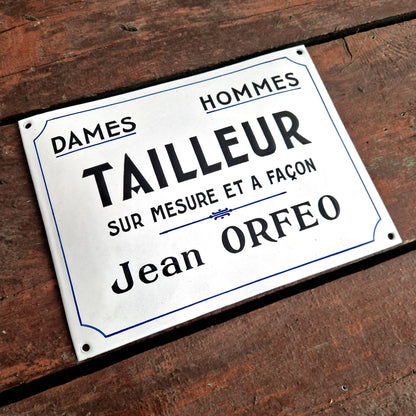 DAMES HOMMES
TAILLEUR
SUR MESURE ET A FAÇON
Jean ORFEO